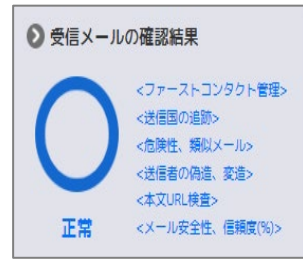 受信メールの確認結果
<ファーストコンタクト管理>
<送信国の追跡>
<危険性、類似メール>
<送信者の偽造、変造>
<本文URL検査>
<メール安全性、信頼度(%)>
正常